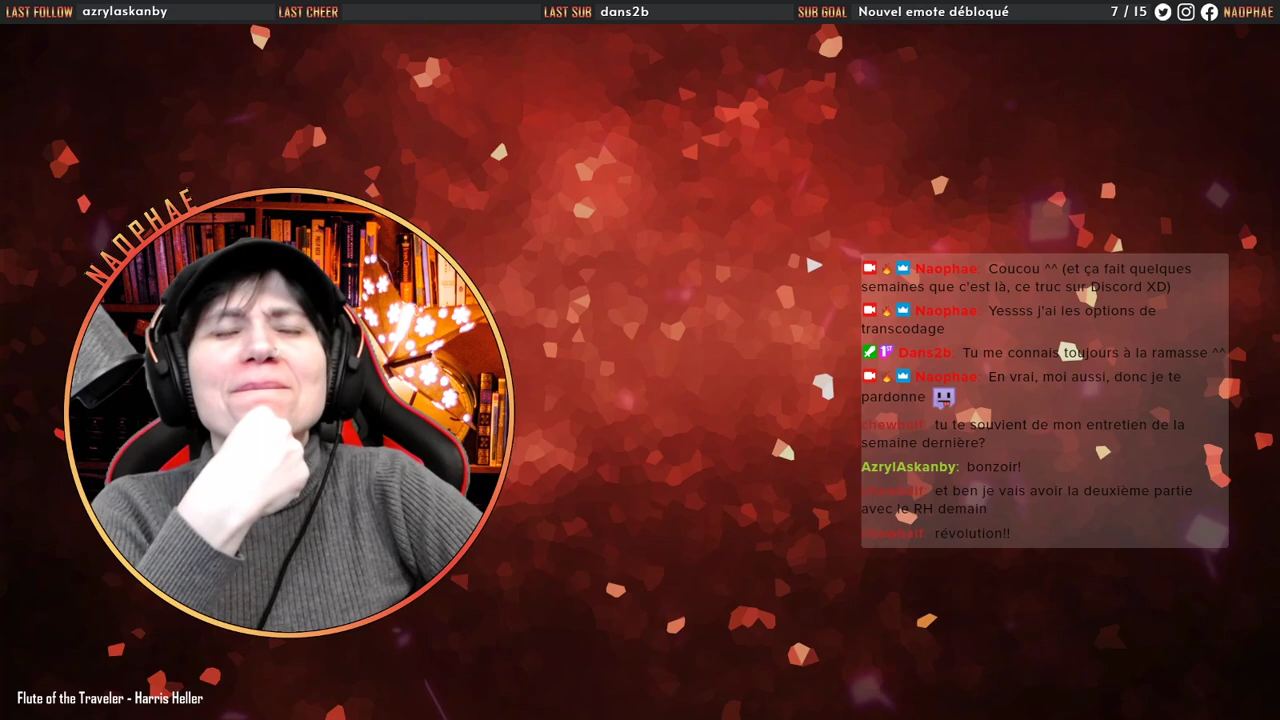 LAST FOLLOW azrylaskanby LAST CHEER LAST SUB dans2b SUB GOAL Nouvel emote débloqué 7 / 15 NAOPHAE
NAOPHAE
Naophae: Coucou ^^ (et ça fait quelques
semaines que c'est là, ce truc sur Discord XD)
Naophae: Yessss j'ai les options de
transcodage
1ST Dans2b: Tu me connais toujours à la ramasse ^^
Naophae: En vrai, moi aussi, donc je te
pardonne
tu te souvient de mon entretien de la
semaine dernière?
AzrylAskanby: bonzoir!
et ben je vais avoir la deuxième partie
avec le RH demain
révolution!!
Flute of the Traveler - Harris Heller